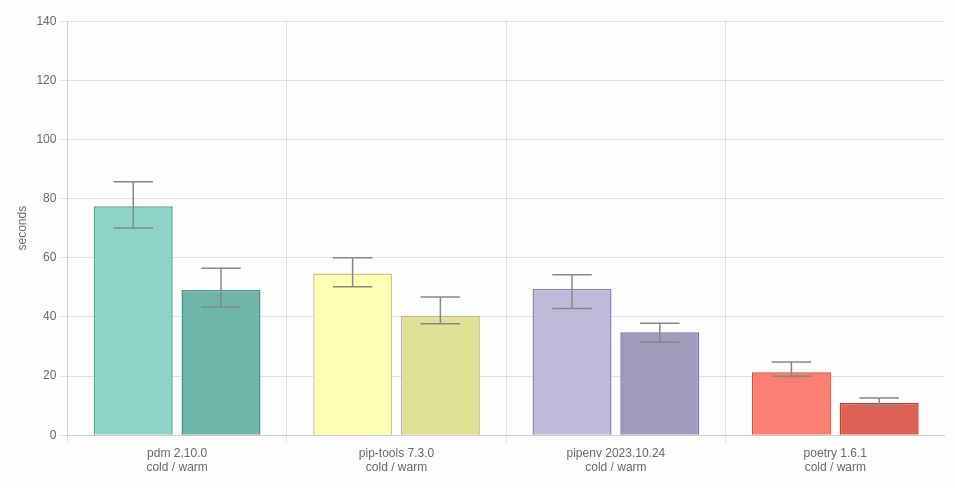 140
120
100
80
60
40
20
0
seconds
pdm 2.10.0
cold / warm
pip-tools 7.3.0
cold / warm
pipenv 2023.10.24
cold / warm
poetry 1.6.1
cold / warm